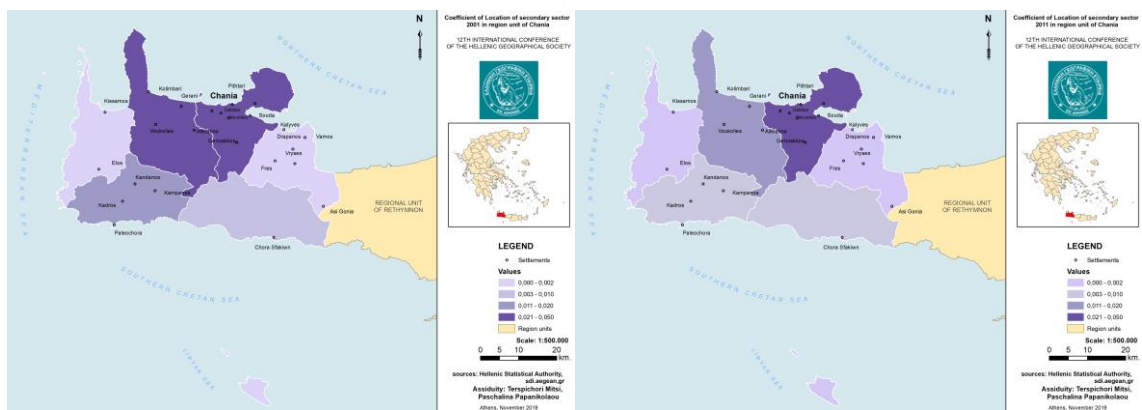 Coefficient of Location of secondary sector
2001 in region unit of Chania
12TH INTERNATIONAL CONFERENCE
OF THE HELLENIC GEOGRAPHICAL SOCIETY
N
NORTHERN CRETAN SEA
MEDITERRANEAN SEA
Kolimbari
Gerani
Pithari
Chania
Kissamos
Souda
Voukolies
Kalyves
Drapanos
Vamos
Vryses
Elos
Fres
Kandanos
Kampanos
Kadros
Asi Gonia
REGIONAL UNIT
OF RETHYMNON
Paleochora
Chora Sfakiwn
SOUTHERN CRETAN SEA
LIBYAN SEA
LEGEND
Settlements
Values
0,000 - 0,002
0,003 - 0,010
0,011 - 0,020
0,021 - 0,050
Region units
Scale: 1:500.000
0 5 10 20
km.
sources: Hellenic Statistical Authority,
sdi.aegean.gr
Assiduity: Terspichori Mitsi,
Paschalina Papanikolaou
Athens, November 2019
Coefficient of Location of secondary sector
2011 in region unit of Chania
12TH INTERNATIONAL CONFERENCE
OF THE HELLENIC GEOGRAPHICAL SOCIETY
N
NORTHERN CRETAN SEA
MEDITERRANEAN SEA
Kolimbari
Gerani
Pithari
Chania
Kissamos
Souda
Voukolies
Kalyves
Drapanos
Vamos
Vryses
Elos
Fres
Kandanos
Kampanos
Kadros
Asi Gonia
REGIONAL UNIT
OF RETHYMNON
Paleochora
Chora Sfakiwn
SOUTHERN CRETAN SEA
LIBYAN SEA
LEGEND
Settlements
Values
0,000 - 0,002
0,003 - 0,010
0,011 - 0,020
0,021 - 0,050
Region units
Scale: 1:500.000
0 5 10 20
km.
sources: Hellenic Statistical Authority,
sdi.aegean.gr
Assiduity: Terspichori Mitsi,
Paschalina Papanikolaou
Athens, November 2019